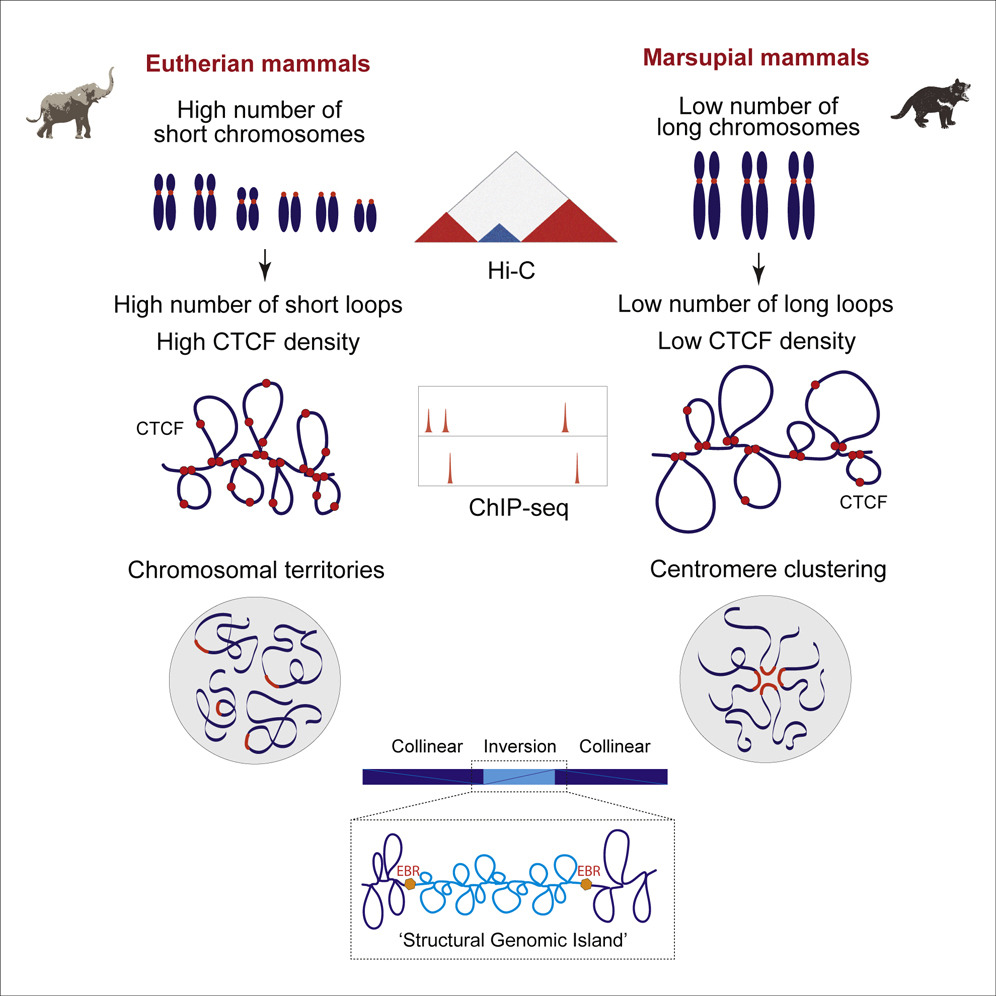 Eutherian mammals
High number of
short chromosomes
Marsupial mammals
Low number of
long chromosomes
Hi-C
High number of short loops
High CTCF density
CTCF
Low number of long loops
Low CTCF density
CTCF
ChIP-seq
Chromosomal territories
Centromere clustering
Collinear Inversion Collinear
EBR EBR
‘Structural Genomic Island’